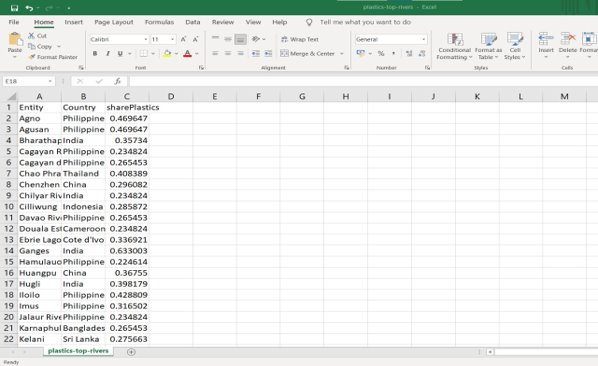 plastics-top-rivers - Excel
File Home Insert Page Layout Formulas Data Review View Help Tell me what you want to do
Cut
Copy
Format Painter
Paste
Clipboard
Calibri 11
B I U
Font
Wrap Text
Merge & Center
Alignment
General
Number
Conditional Formatting
Format as Table
Cell Styles
Styles
Insert Delete Forma
Cells
E18 fx
A B C D E F G H I J K L M
1 Entity Country sharePlastics
2 Agno Philippine 0.469647
3 Agusan Philippine 0.469647
4 Bharathap India 0.35734
5 Cagayan R Philippine 0.234824
6 Cagayan d Philippine 0.265453
7 Chao Phra Thailand 0.408389
8 Chenzhen China 0.296082
9 Chilyar Riv India 0.234824
10 Cilliwung Indonesia 0.285872
11 Davao Riv Philippine 0.265453
12 Douala Est Cameroon 0.234824
13 Ebrie Lago Cote d'Ivo 0.336921
14 Ganges India 0.633003
15 Hamulauo Philippine 0.224614
16 Huangpu China 0.36755
17 Hugli India 0.398179
18 Iloilo Philippine 0.428809
19 Imus Philippine 0.316502
20 Jalaur Rive Philippine 0.234824
21 Karnaphul Banglades 0.265453
22 Kelani Sri Lanka 0.275663
plastics-top-rivers
Ready